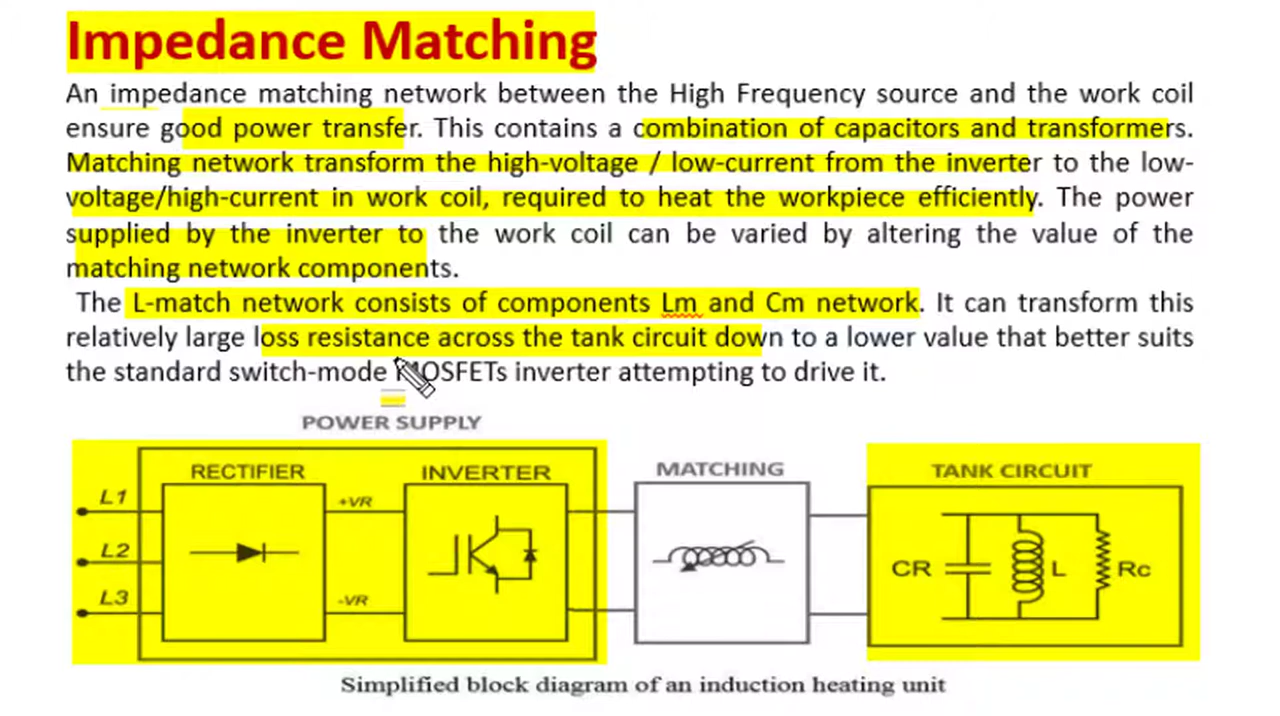 Impedance Matching
An impedance matching network between the High Frequency source and the work coil
ensure good power transfer. This contains a combination of capacitors and transformers.
Matching network transform the high-voltage / low-current from the inverter to the low-
voltage/high-current in work coil, required to heat the workpiece efficiently. The power
supplied by the inverter to the work coil can be varied by altering the value of the
matching network components.
The L-match network consists of components Lm and Cm network. It can transform this
relatively large loss resistance across the tank circuit down to a lower value that better suits
the standard switch-mode MOSFETs inverter attempting to drive it.
POWER SUPPLY
RECTIFIER INVERTER MATCHING TANK CIRCUIT
L1 +VR
L2
CR L Rc
L3 -VR
Simplified block diagram of an induction heating unit